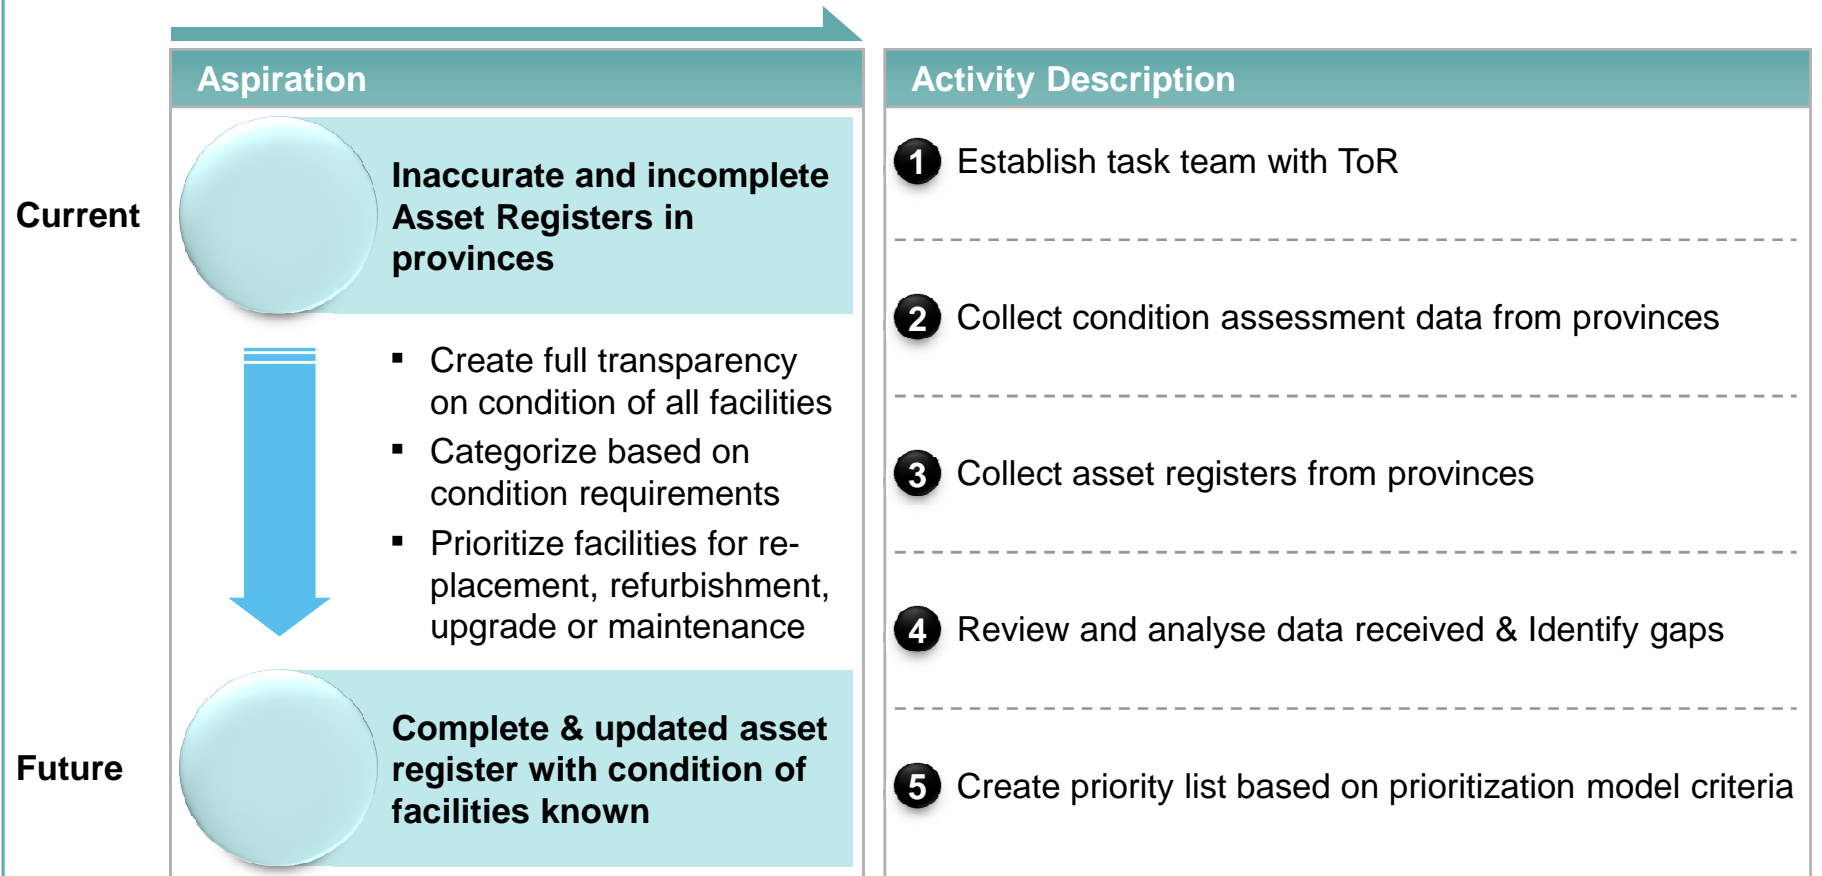 Aspiration
Current
Inaccurate and incomplete
Asset Registers in
provinces
▪ Create full transparency
on condition of all facilities
▪ Categorize based on
condition requirements
▪ Prioritize facilities for re-
placement, refurbishment,
upgrade or maintenance
Future
Complete & updated asset
register with condition of
facilities known
Activity Description
1 Establish task team with ToR
2 Collect condition assessment data from provinces
3 Collect asset registers from provinces
4 Review and analyse data received & Identify gaps
5 Create priority list based on prioritization model criteria